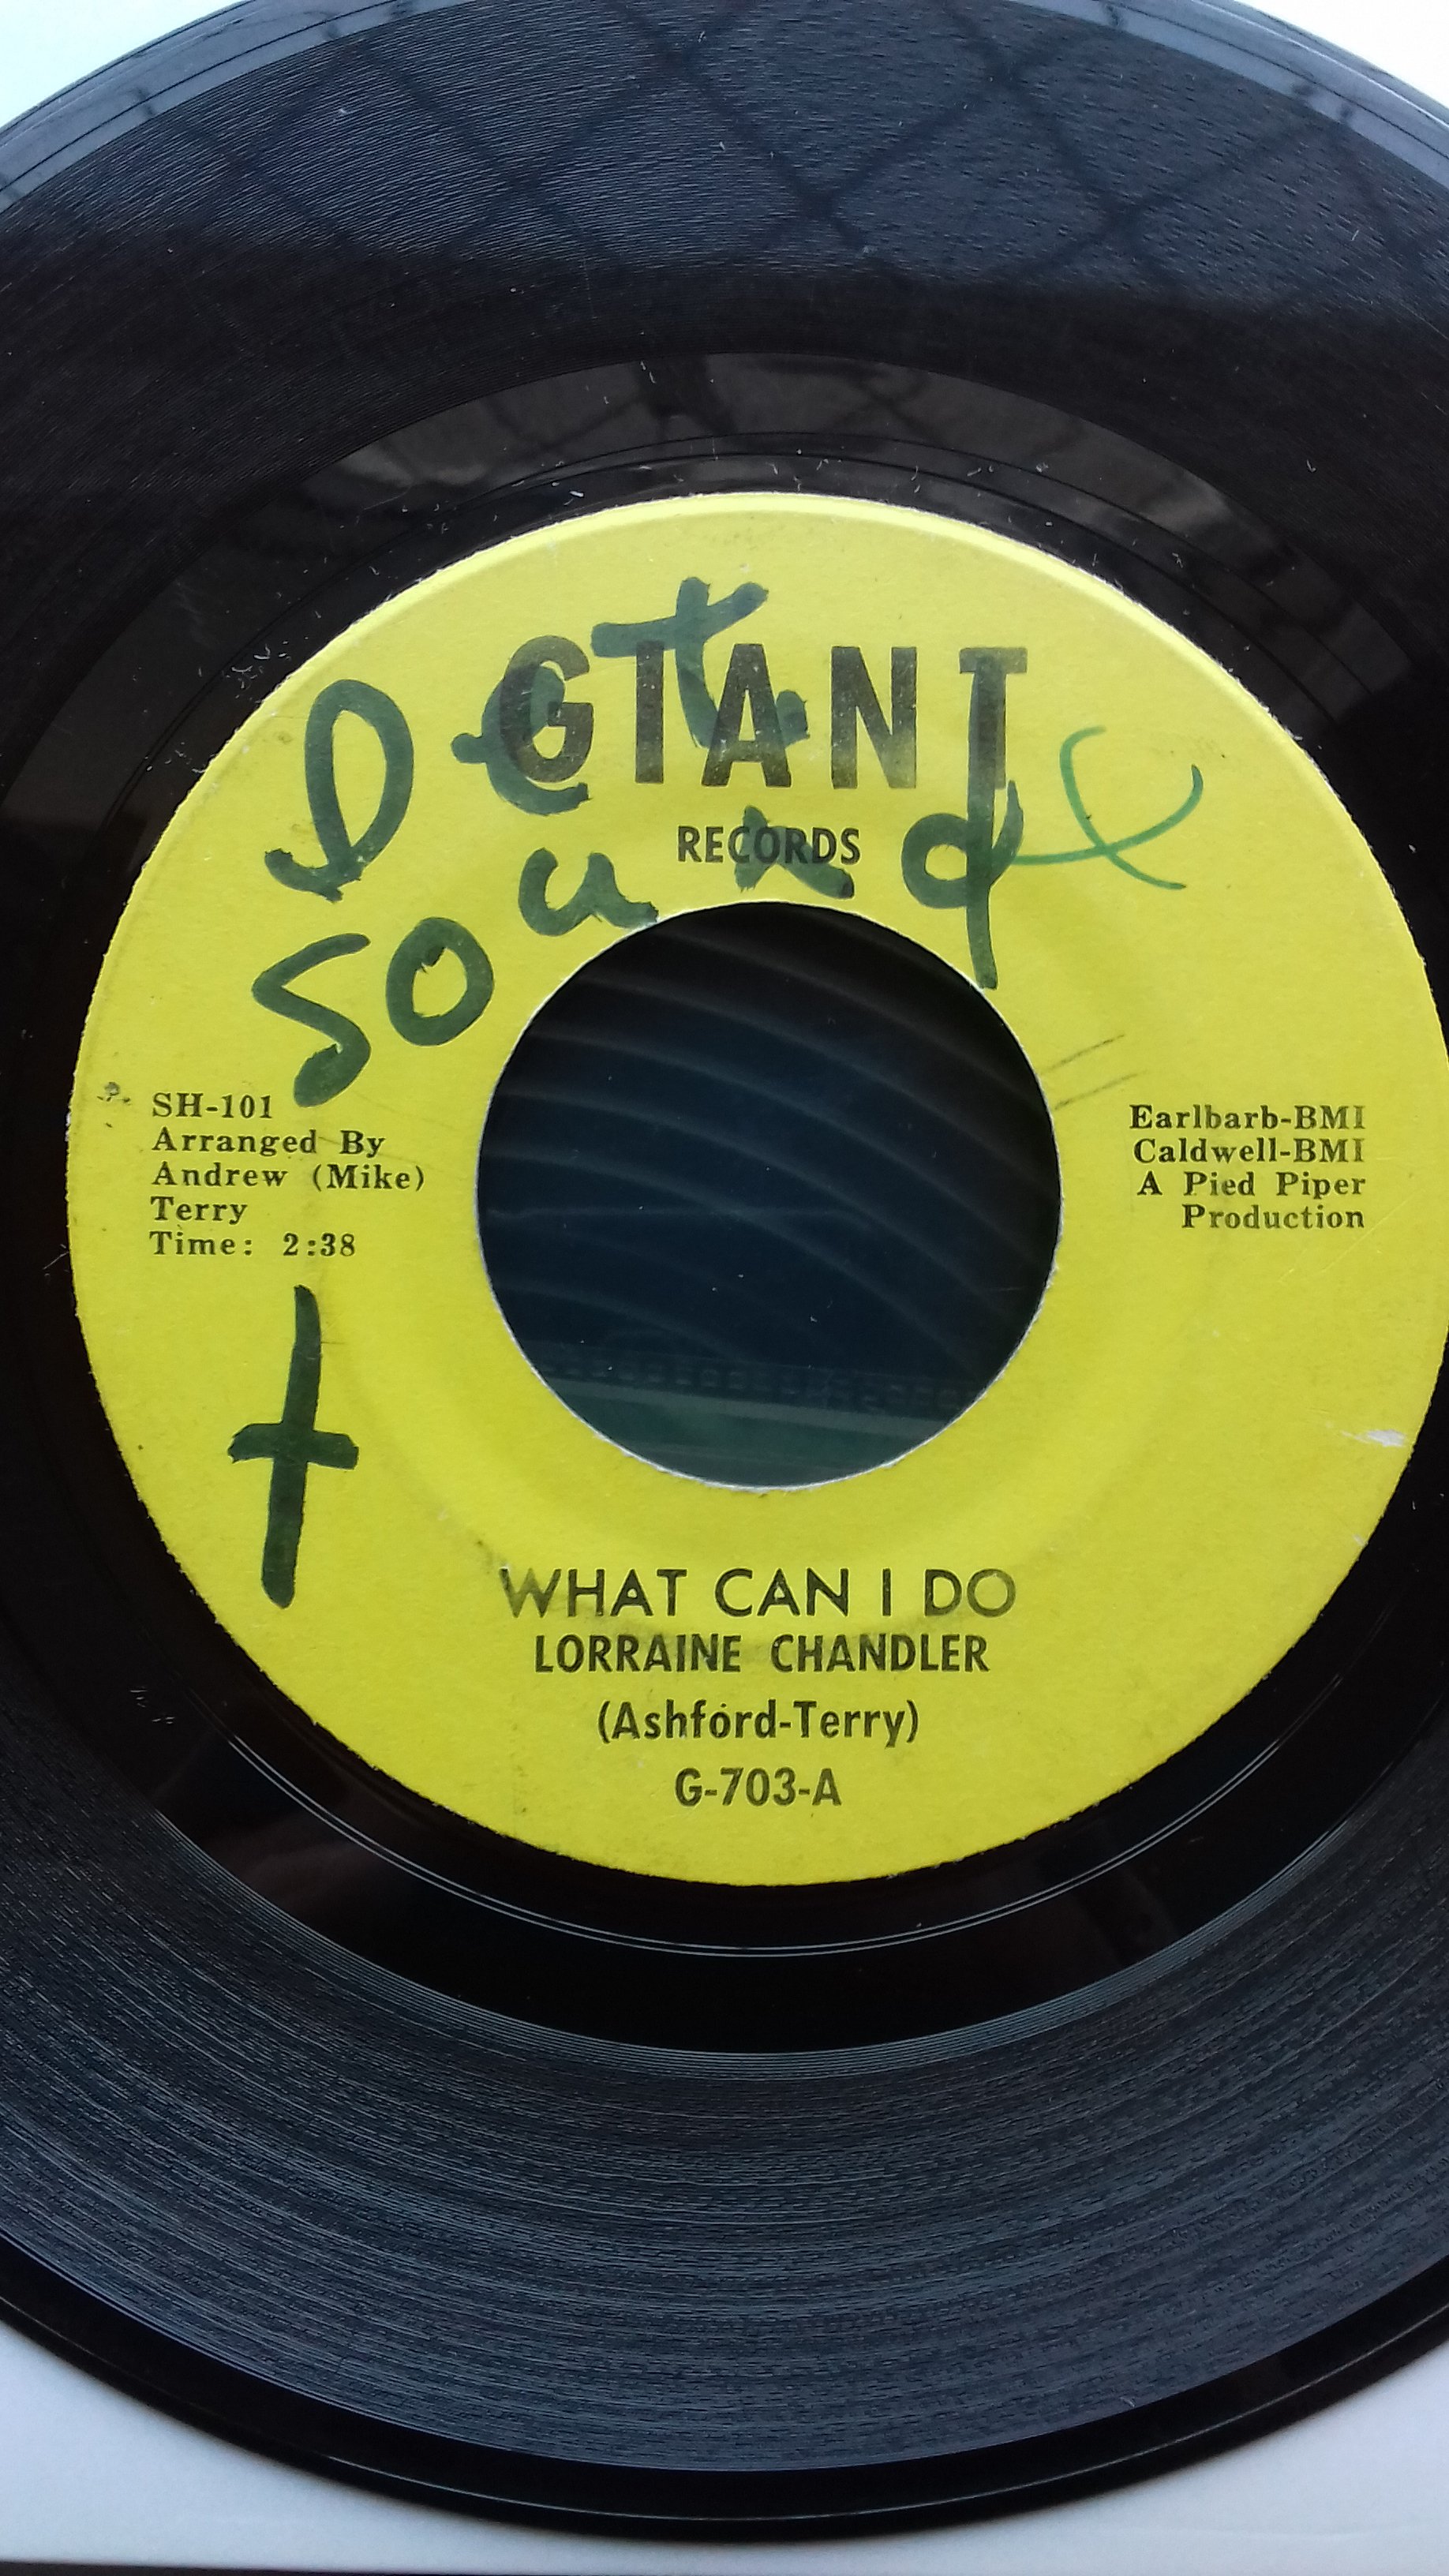 GIANT
RECORDS
sound
SH-101
Arranged By
Andrew (Mike)
Terry
Time: 2:38
Earlbarb-BMI
Caldwell-BMI
A Pied Piper
Production
WHAT CAN I DO
LORRAINE CHANDLER
(Ashford-Terry)
G-703-A